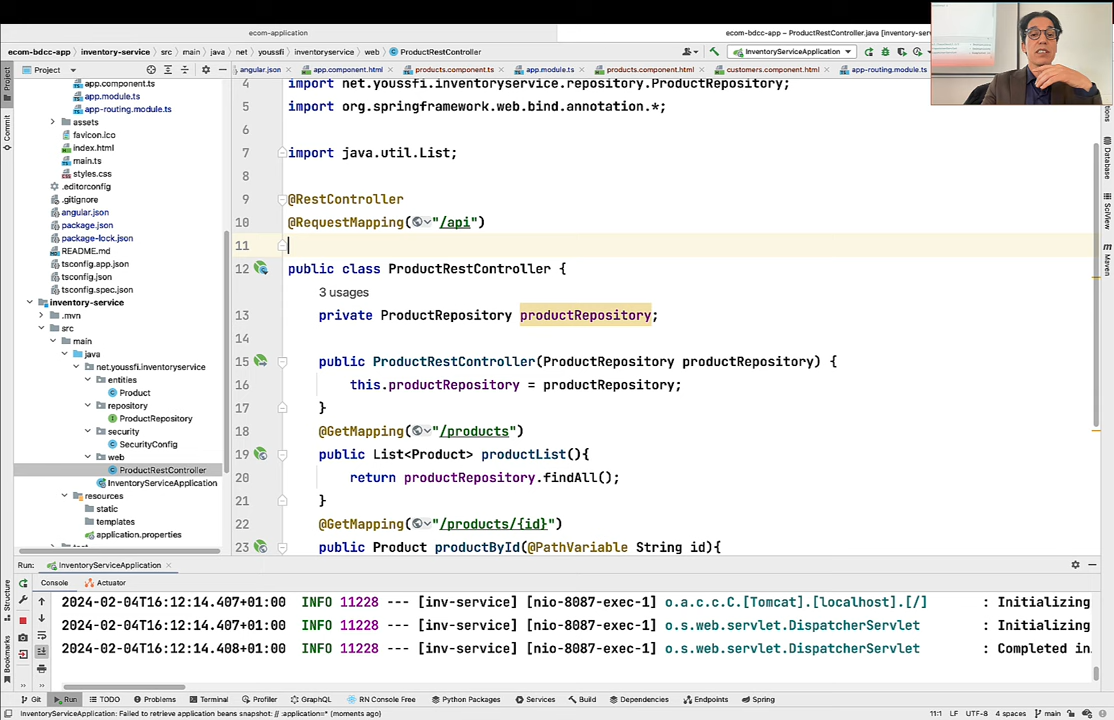 ecom-application
ecom-bdcc-app – ProductRestController.java [inventory-service]
ecom-bdcc-app
inventory-service
src
main
java
net
youssfi
inventoryservice
web
ProductRestController
InventoryServiceApplication
Project
angular.json
app.component.html
products.component.ts
app.module.ts
products.component.html
customers.component.html
app-routing.module.ts
app.component.ts
app.module.ts
app-routing.module.ts
assets
favicon.ico
index.html
main.ts
styles.css
.editorconfig
.gitignore
angular.json
package.json
package-lock.json
README.md
tsconfig.app.json
tsconfig.json
tsconfig.spec.json
inventory-service
.mvn
src
main
java
net.youssfi.inventoryservice
entities
Product
repository
ProductRepository
security
SecurityConfig
web
ProductRestController
InventoryServiceApplication
resources
static
templates
application.properties
4 import net.youssfi.inventoryservice.repository.ProductRepository;
5 import org.springframework.web.bind.annotation.*;
6
7 import java.util.List;
8
9 @RestController
10 @RequestMapping("/api")
11
12 public class ProductRestController {
3 usages
13 private ProductRepository productRepository;
14
15 public ProductRestController(ProductRepository productRepository) {
16 this.productRepository = productRepository;
17 }
18 @GetMapping("/products")
19 public List<Product> productList(){
20 return productRepository.findAll();
21 }
22 @GetMapping("/products/{id}")
23 public Product productById(@PathVariable String id){
Project
Commit
Structure
Bookmarks
Database
SciView
Maven
Run:
InventoryServiceApplication
Console
Actuator
2024-02-04T16:12:14.407+01:00 INFO 11228 --- [inv-service] [nio-8087-exec-1] o.a.c.c.C.[Tomcat].[localhost].[/] : Initializing
2024-02-04T16:12:14.407+01:00 INFO 11228 --- [inv-service] [nio-8087-exec-1] o.s.web.servlet.DispatcherServlet : Initializing
2024-02-04T16:12:14.408+01:00 INFO 11228 --- [inv-service] [nio-8087-exec-1] o.s.web.servlet.DispatcherServlet : Completed in
Git
Run
TODO
Problems
Terminal
Profiler
GraphQL
RN Console Free
Python Packages
Services
Build
Dependencies
Endpoints
Spring
InventoryServiceApplication: Failed to retrieve application beans snapshot: // :application=* (moments ago)
11:1 LF UTF-8 4 spaces main